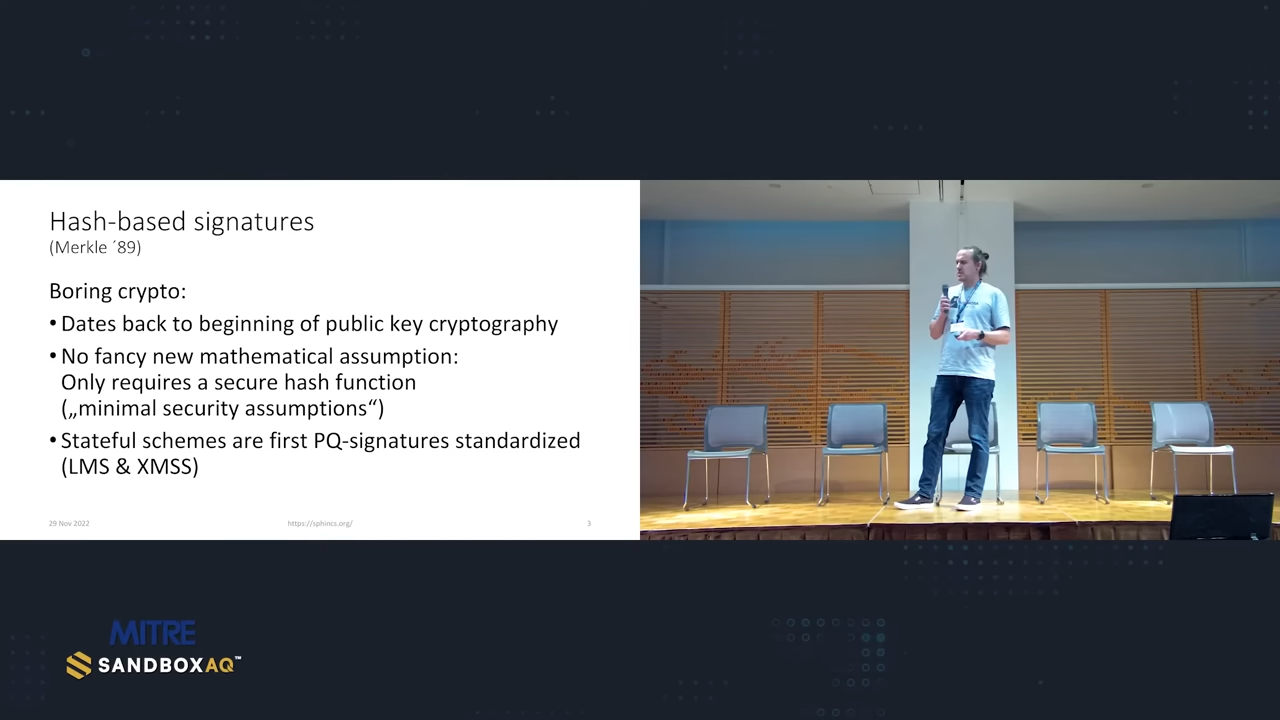 Hash-based signatures
(Merkle ´89)
Boring crypto:
• Dates back to beginning of public key cryptography
• No fancy new mathematical assumption:
Only requires a secure hash function
(„minimal security assumptions“)
• Stateful schemes are first PQ-signatures standardized
(LMS & XMSS)
29 Nov 2022
https://sphincs.org/
3
MITRE
SANDBOXAQ™